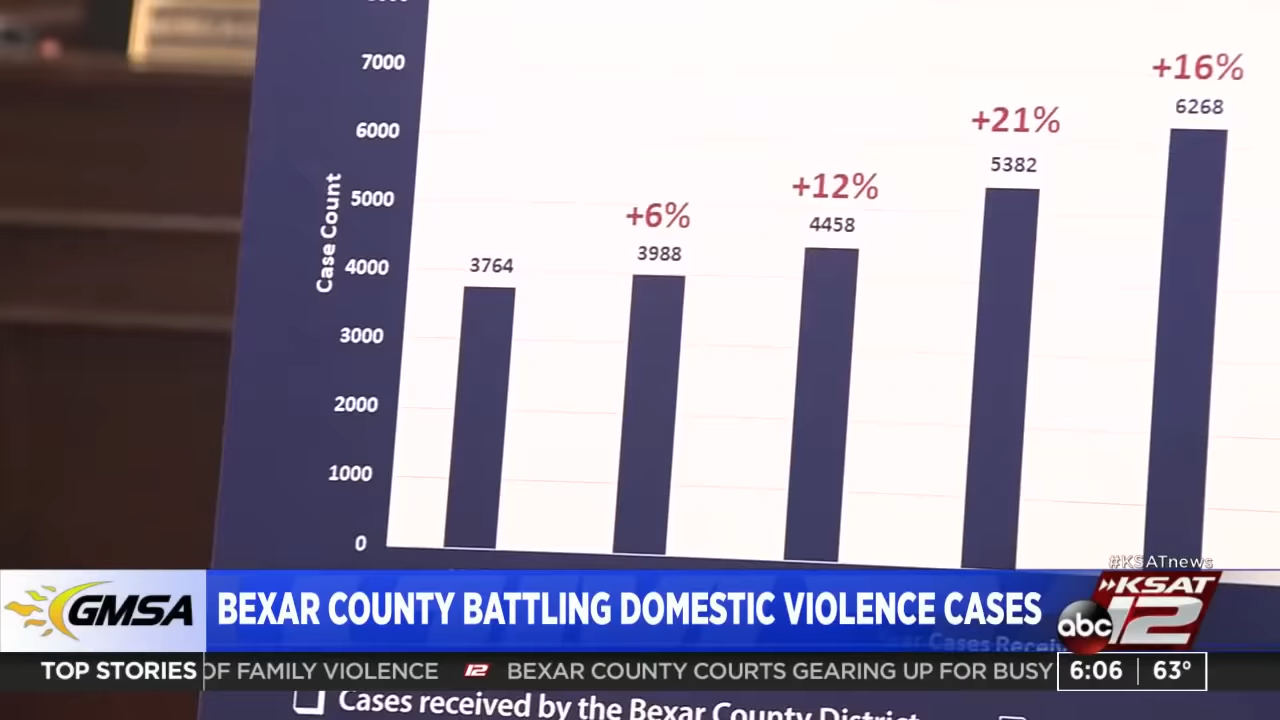 7000
6000
5000
4000
3000
2000
1000
0
Case Count
3764
+6%
3988
+12%
4458
+21%
5382
+16%
6268
#KSATnews
GMSA
BEXAR COUNTY BATTLING DOMESTIC VIOLENCE CASES
KSAT
abc 12
TOP STORIES OF FAMILY VIOLENCE 12 BEXAR COUNTY COURTS GEARING UP FOR BUSY 6:06 63°
Cases received by the Bexar County District